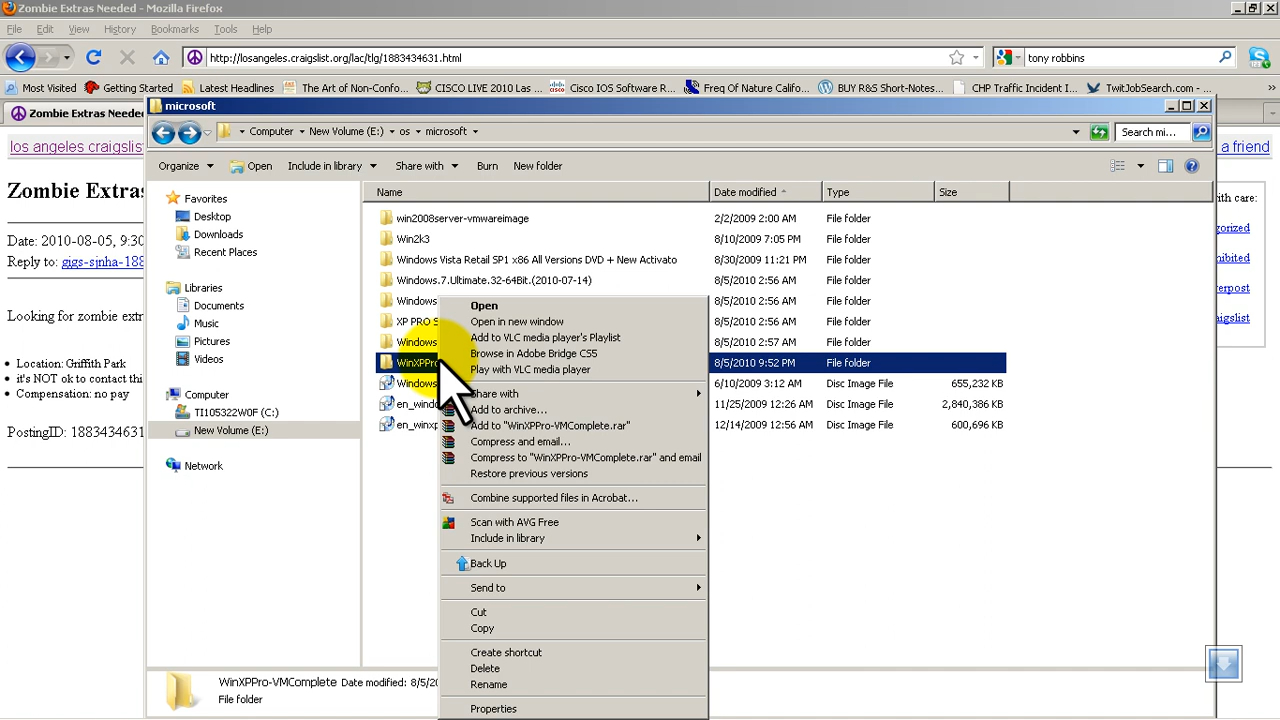 Zombie Extras Needed - Mozilla Firefox
File Edit View History Bookmarks Tools Help
http://losangeles.craigslist.org/lac/tlg/1883434631.html
tony robbins
Most Visited Getting Started Latest Headlines The Art of Non-Confo... CISCO LIVE 2010 Las ... Cisco IOS Software R... Freq Of Nature Califo... BUY R&S Short-Notes... CHP Traffic Incident I... TwitJobSearch.com - ... »
Zombie Extras Needed
los angeles craigslist
a friend
Zombie Extras
Date: 2010-08-05, 9:30
Reply to: gigs-sjnha-188
Looking for zombie extr
Location: Griffith Park
it's NOT ok to contact thi
Compensation: no pay
PostingID: 1883434631
with care:
microsoft
Computer New Volume (E:) os microsoft
Search mi...
Organize Open Include in library Share with Burn New folder
Favorites
Desktop
Downloads
Recent Places
Libraries
Documents
Music
Pictures
Videos
Computer
TI105322W0F (C:)
New Volume (E:)
Network
Name Date modified Type Size
win2008server-vmwareimage 2/2/2009 2:00 AM File folder
Win2k3 8/10/2009 7:05 PM File folder
Windows Vista Retail SP1 x86 All Versions DVD + New Activato 8/30/2009 11:21 PM File folder
Windows.7.Ultimate.32-64Bit.(2010-07-14) 8/5/2010 2:56 AM File folder
Windows 8/5/2010 2:56 AM File folder
XP PRO S 8/5/2010 2:56 AM File folder
Windows 8/5/2010 2:57 AM File folder
WinXPPro 8/5/2010 9:52 PM File folder
Windows 6/10/2009 3:12 AM Disc Image File 655,232 KB
en_windo 11/25/2009 12:26 AM Disc Image File 2,840,386 KB
en_winxp 12/14/2009 12:56 AM Disc Image File 600,696 KB
Open
Open in new window
Add to VLC media player's Playlist
Browse in Adobe Bridge CS5
Play with VLC media player
Share with
Add to archive...
Add to "WinXPPro-VMComplete.rar"
Compress and email...
Compress to "WinXPPro-VMComplete.rar" and email
Restore previous versions
Combine supported files in Acrobat...
Scan with AVG Free
Include in library
Back Up
Send to
Cut
Copy
Create shortcut
Delete
Rename
Properties
WinXPPro-VMComplete Date modified: 8/5
File folder